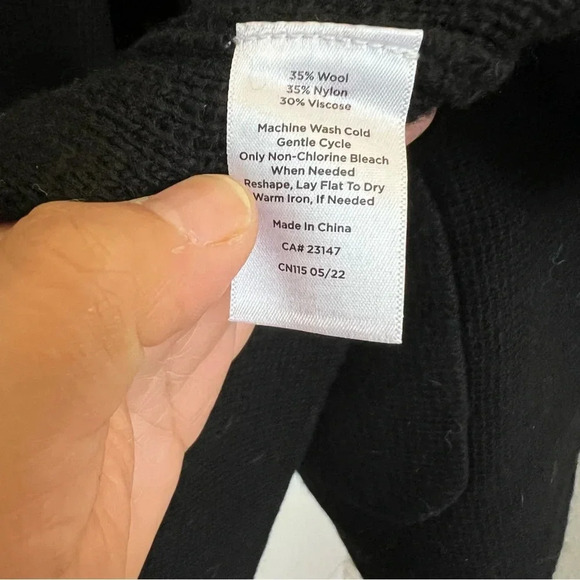 35% Wool
35% Nylon
30% Viscose
Machine Wash Cold
Gentle Cycle
Only Non-Chlorine Bleach
When Needed
Reshape, Lay Flat To Dry
Warm Iron, If Needed
Made In China
CA# 23147
CN115 05/22